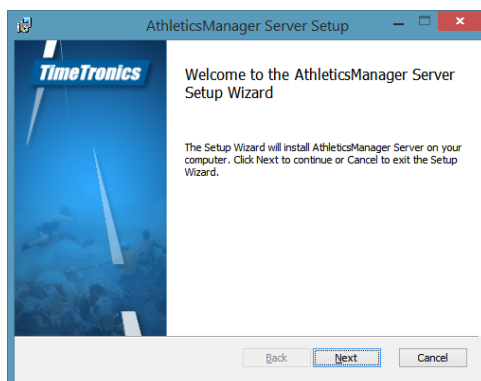 AthleticsManager Server Setup
TimeTronics
Welcome to the AthleticsManager Server
Setup Wizard
The Setup Wizard will install AthleticsManager Server on your
computer. Click Next to continue or Cancel to exit the Setup
Wizard.
Back Next Cancel